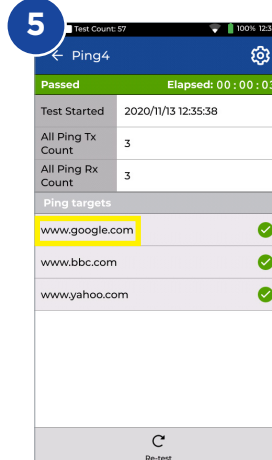 5
Test Count: 57 100% 12:3
← Ping4
Passed Elapsed: 00:00:03
Test Started 2020/11/13 12:35:38
All Ping Tx
Count 3
All Ping Rx
Count 3
Ping targets
www.google.com
www.bbc.com
www.yahoo.com
Re-test